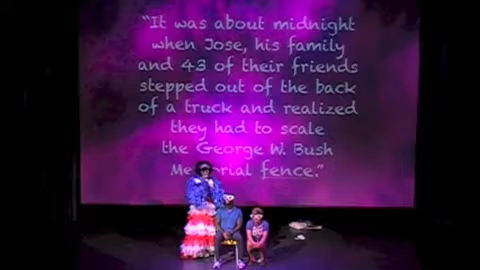 “It was about midnight
when Jose, his family
and 43 of their friends
stepped out of the back
of a truck and realized
they had to scale
the George W. Bush
Memorial fence.”